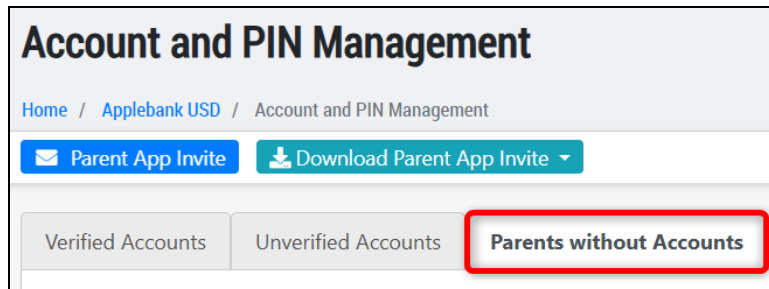 Account and PIN Management
Home / Applebank USD / Account and PIN Management
Parent App Invite Download Parent App Invite
Verified Accounts Unverified Accounts Parents without Accounts